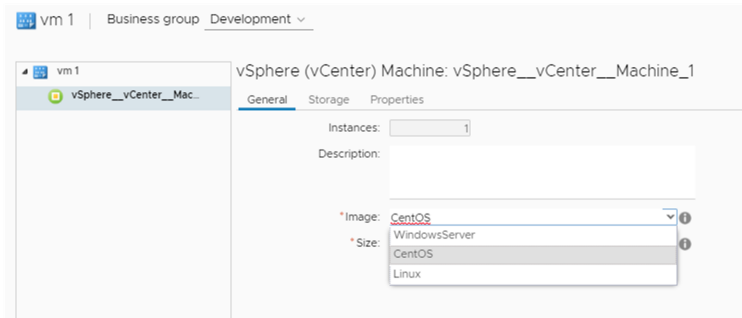 vm 1 Business group Development
vm 1
vSphere__vCenter__Mac...
vSphere (vCenter) Machine: vSphere__vCenter__Machine_1
General Storage Properties
Instances: 1
Description:
*Image: CentOS
WindowsServer
*Size:
CentOS
Linux